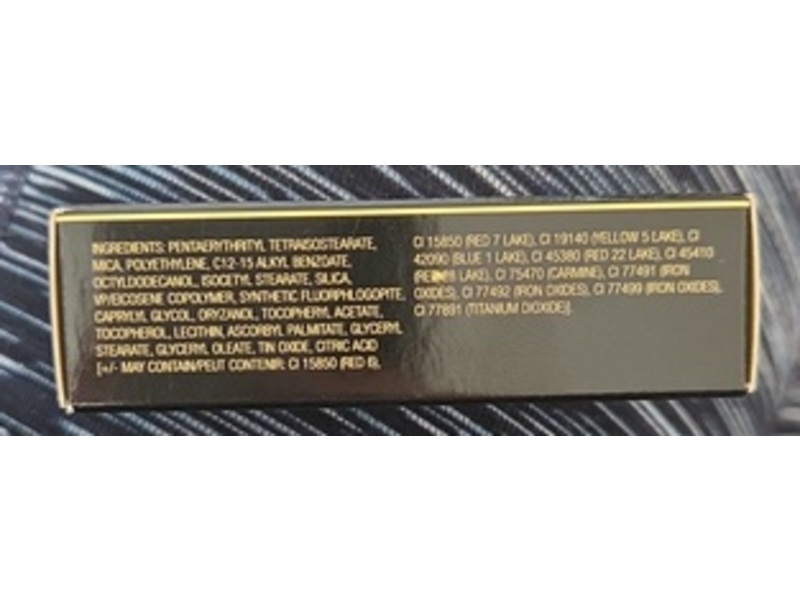 INGREDIENTS: PENTAERYTHRITYL TETRAISOSTEARATE,
MICA, POLYETHYLENE, C12-15 ALKYL BENZOATE,
OCTYLDODECANOL, ISOCETYL STEARATE, SILICA,
VP/EICOSENE COPOLYMER, SYNTHETIC FLUORPHLOGOPITE,
CAPRYLYL GLYCOL, ORYZANOL, TOCOPHERYL ACETATE,
TOCOPHEROL, LECITHIN, ASCORBYL PALMITATE, GLYCERYL
STEARATE, GLYCERYL OLEATE, TIN OXIDE, CITRIC ACID
[+/- MAY CONTAIN/PEUT CONTENIR: CI 15850 (RED 6),
CI 15850 (RED 7 LAKE), CI 19140 (YELLOW 5 LAKE), CI
42090 (BLUE 1 LAKE), CI 45380 (RED 22 LAKE), CI 45410
LAKE), CI 75470 (CARMINE), CI 77491 (IRON
OXIDES), CI 77492 (IRON OXIDES), CI 77499 (IRON OXIDES),
CI 77891 (TITANIUM DIOXIDE)].